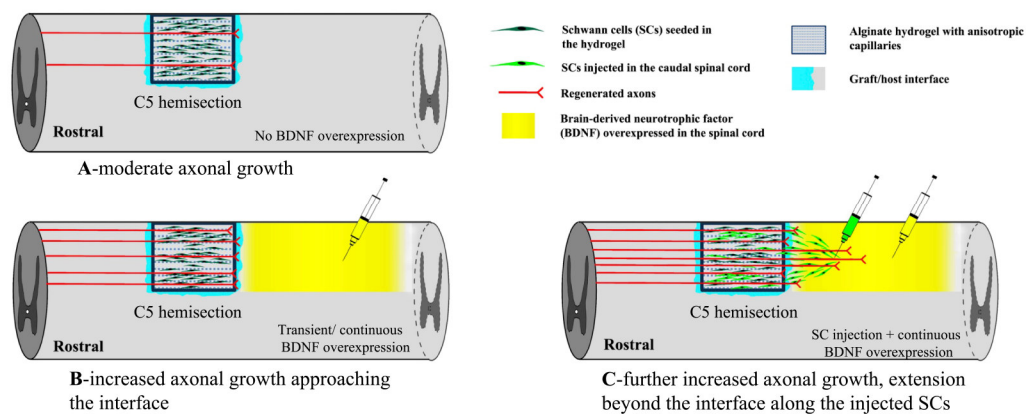 C5 hemisection
Rostral
No BDNF overexpression
A-moderate axonal growth
Schwann cells (SCs) seeded in
the hydrogel
SCs injected in the caudal spinal cord
Regenerated axons
Brain-derived neurotrophic factor
(BDNF) overexpressed in the spinal cord
Alginate hydrogel with anisotropic
capillaries
Graft/host interface
C5 hemisection
Rostral
Transient/ continuous
BDNF overexpression
B-increased axonal growth approaching
the interface
C5 hemisection
Rostral
SC injection + continuous
BDNF overexpression
C-further increased axonal growth, extension
beyond the interface along the injected SCs